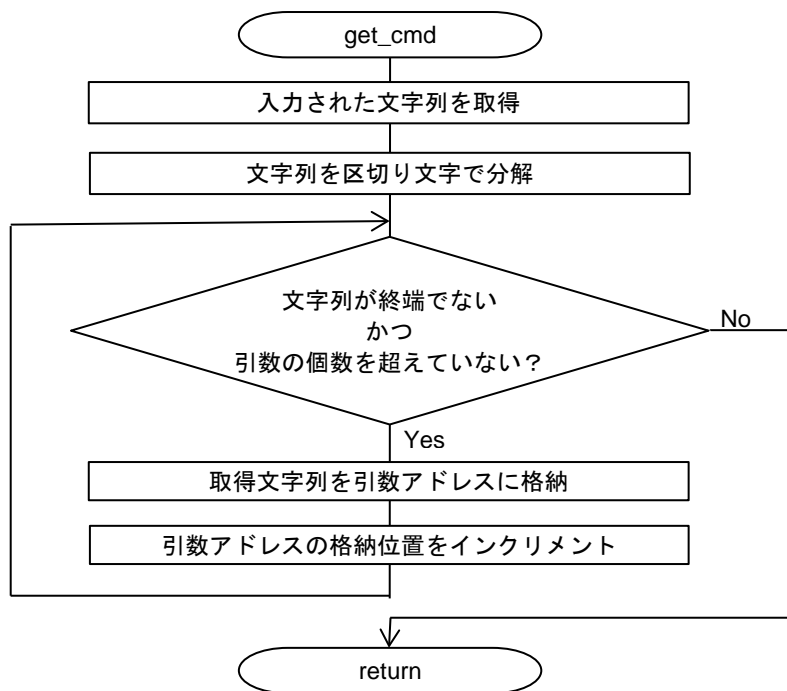 get_cmd
入力された文字列を取得
文字列を区切り文字で分解
文字列が終端でない
かつ
引数の個数を超えていない？
No
Yes
取得文字列を引数アドレスに格納
引数アドレスの格納位置をインクリメント
return